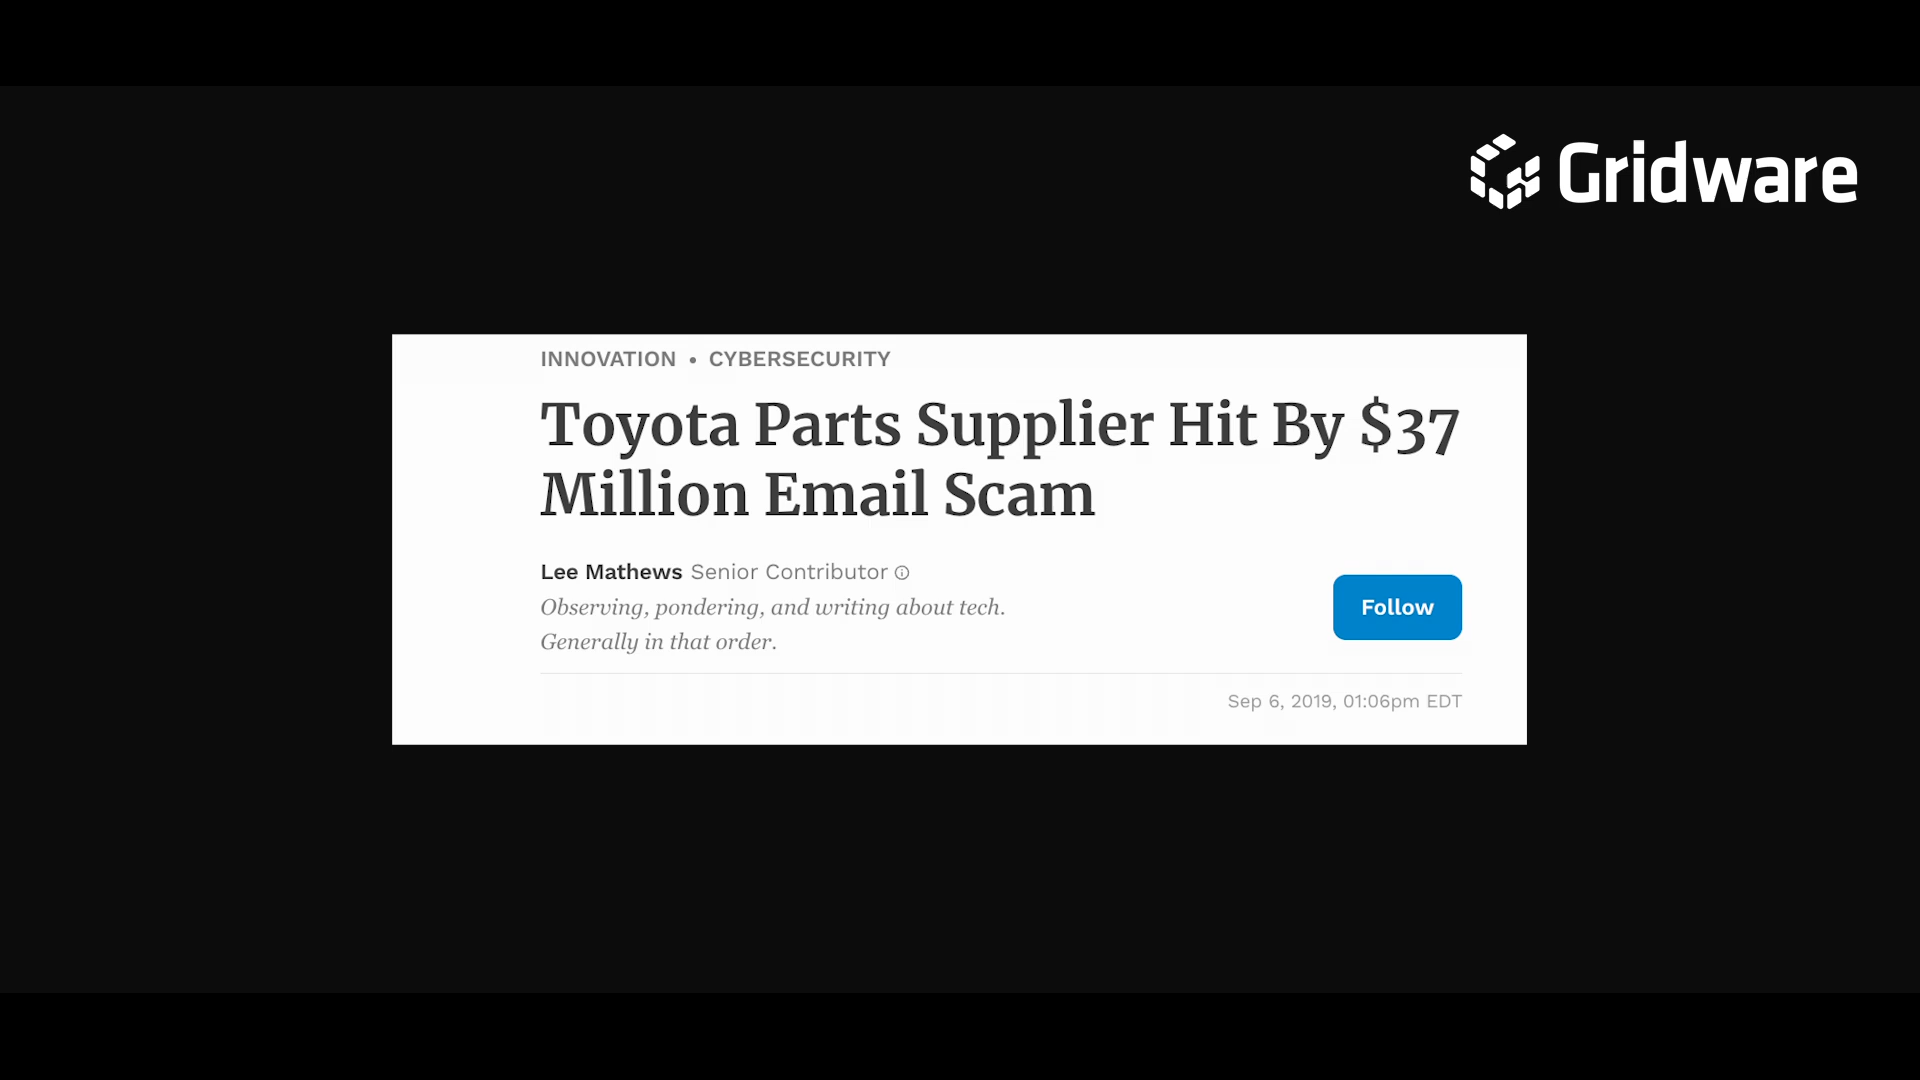 Gridware
INNOVATION • CYBERSECURITY
Toyota Parts Supplier Hit By $37
Million Email Scam
Lee Mathews Senior Contributor
Observing, pondering, and writing about tech.
Generally in that order.
Follow
Sep 6, 2019, 01:06pm EDT